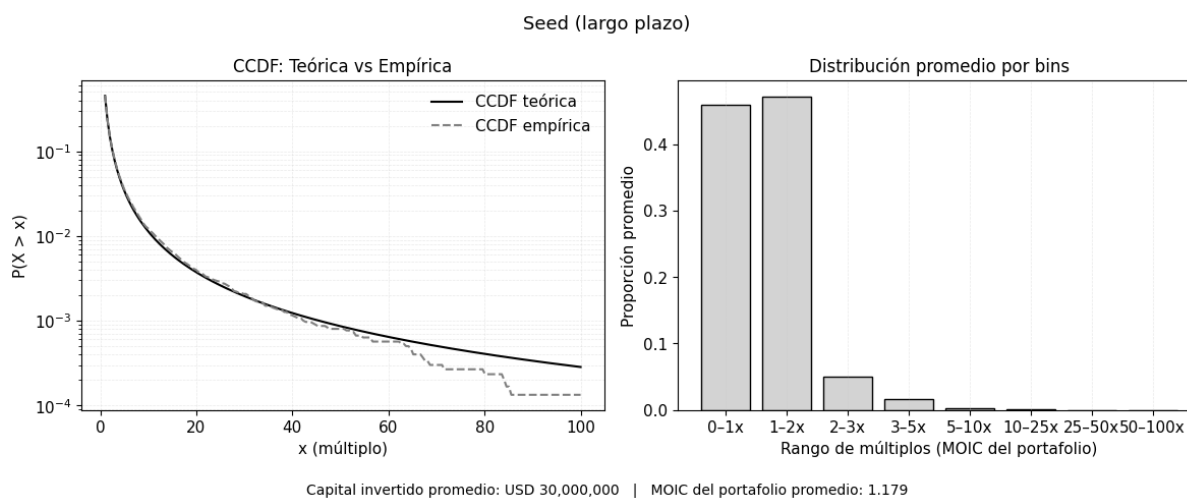 Seed (largo plazo)
CCDF: Teórica vs Empírica
CCDF teórica
CCDF empírica
P(X > x)
10⁻¹
10⁻²
10⁻³
10⁻⁴
0 20 40 60 80 100
x (múltiplo)
Distribución promedio por bins
Proporción promedio
0.4
0.3
0.2
0.1
0.0
0–1x 1–2x 2–3x 3–5x 5–10x 10–25x 25–50x 50–100x
Rango de múltiplos (MOIC del portafolio)
Capital invertido promedio: USD 30,000,000 | MOIC del portafolio promedio: 1.179